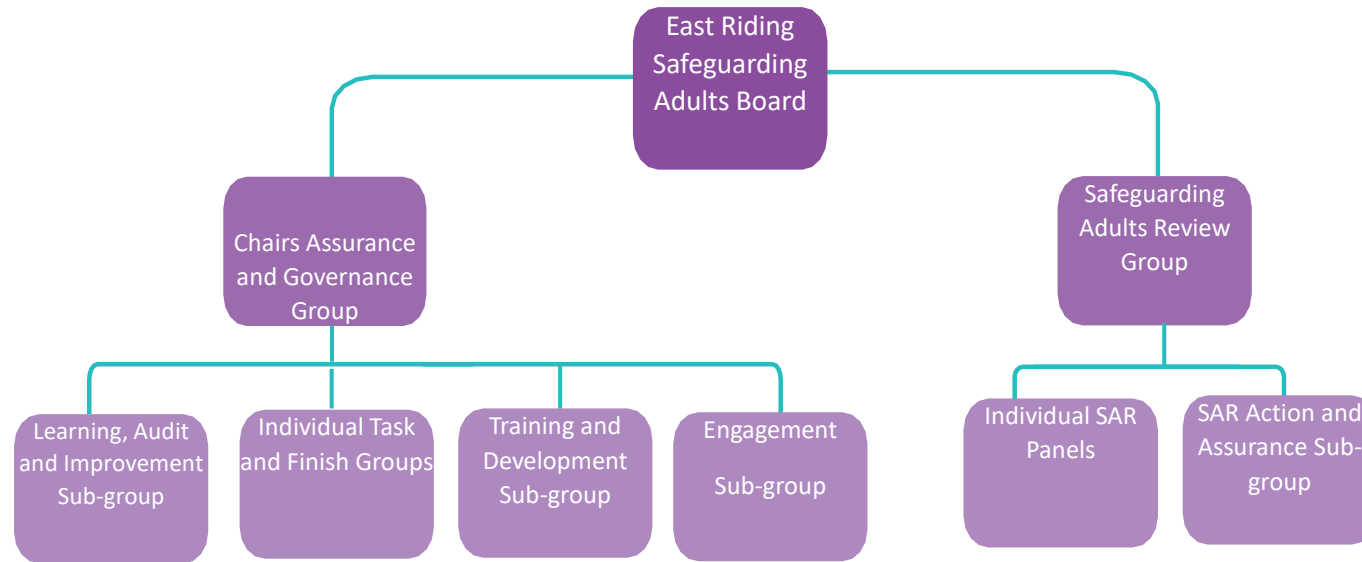 East Riding
Safeguarding
Adults Board
Chairs Assurance
and Governance
Group
Safeguarding
Adults Review
Group
Learning, Audit
and Improvement
Sub-group
Individual Task
and Finish Groups
Training and
Development
Sub-group
Engagement
Sub-group
Individual SAR
Panels
SAR Action and
Assurance Sub-
group